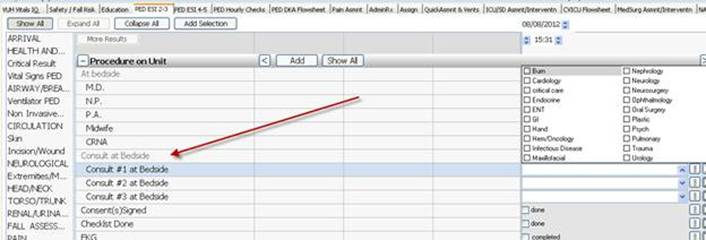 VUH Vitals IQ Safety / Fall Risk Education PED ESI 2-3 PED ESI 4-5 PED Hourly Checks PED DKA Flowsheet Pain Asmnt AdminRx Assign QuickAsmnt & Vents ICU/SD Asmnt/Interventn CVICU Flowsheet MedSurg Asmnt/Interventn
Show All Expand All Collapse All Add Selection 08/08/2012
ARRIVAL More Results 15:31
HEALTH AND...
Critical Result − Procedure on Unit < Add Show All >
Vital Signs PED At bedside Burn Nephrology
AIRWAY/BREA... M.D. Cardiology Neurology
Ventilator PED N.P. critical care Neurosurgery
Non Invasive... P.A. Endocrine Ophthalmology
CIRCULATION Midwife ENT Oral Surgery
Skin CRNA GI Plastic
Incision/Wound Consult at Bedside Hand Psych
NEUROLOGICAL Consult #1 at Bedside Hem/Oncology Pulmonary
Extremities/M... Consult #2 at Bedside Infectious Disease Trauma
HEAD/NECK Consult #3 at Bedside Maxillofacial Urology
TORSO/TRUNK Consent(s)Signed done
RENAL/URINA... Checklist Done done
FALL ASSESS... EKG completed
PAIN